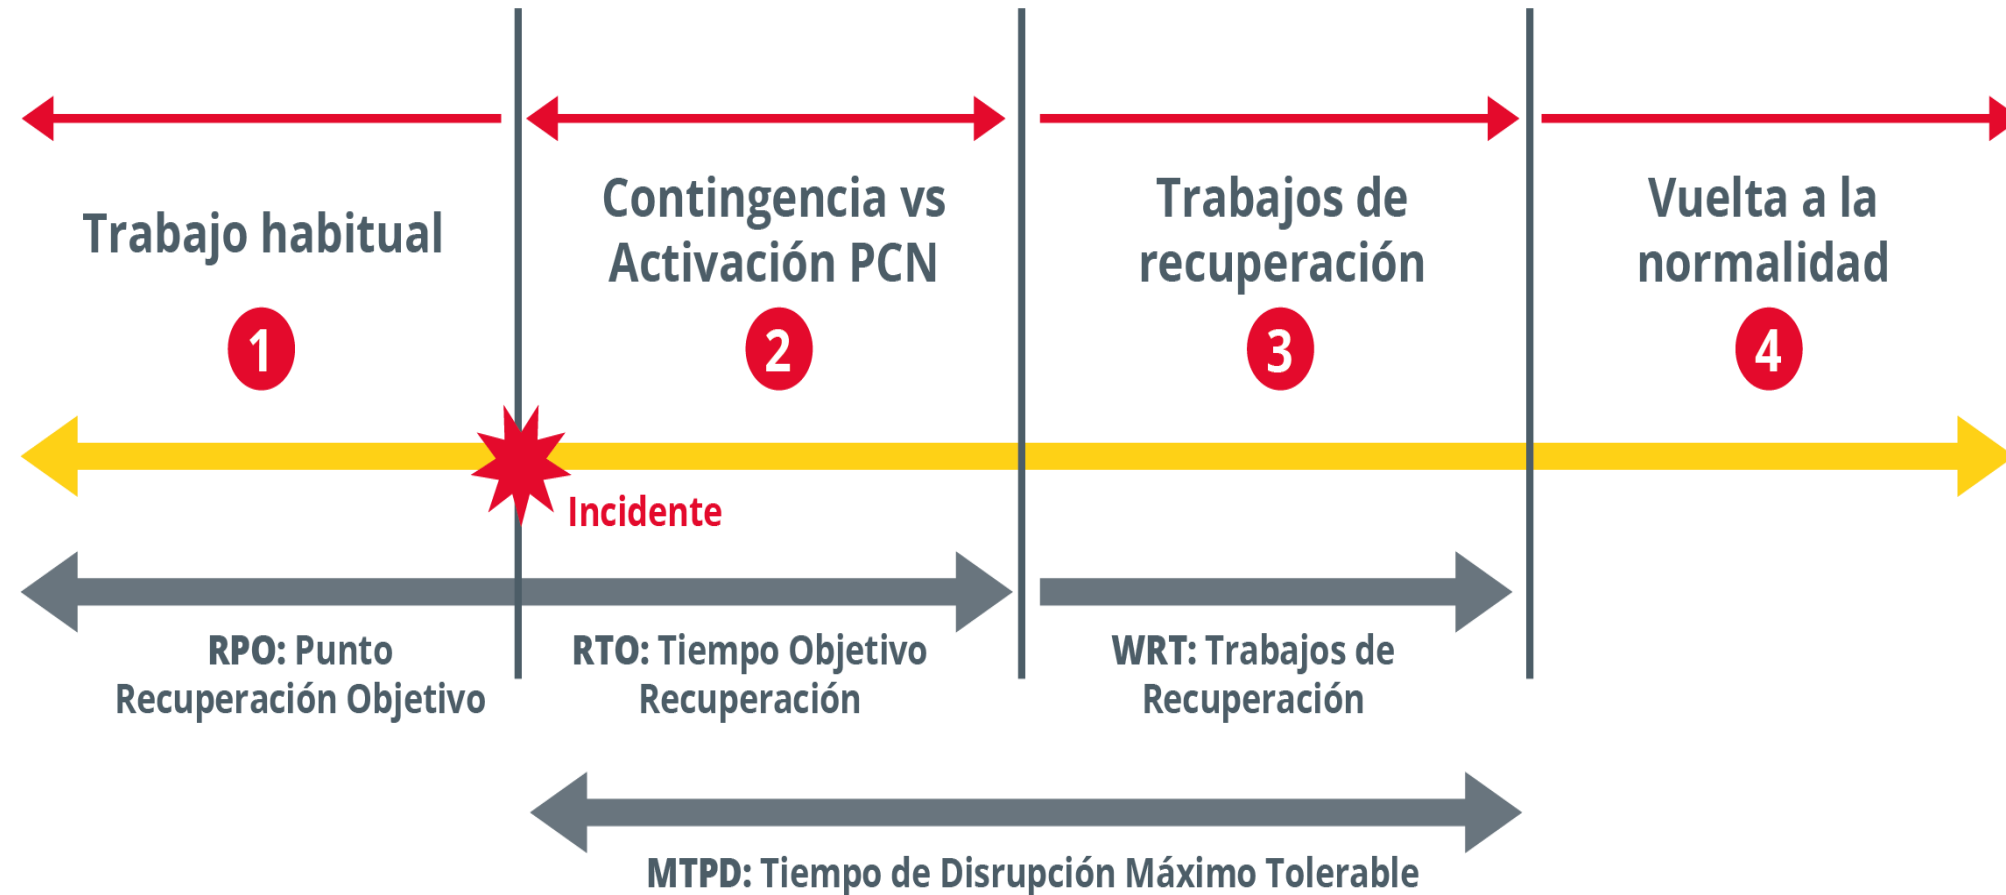 Trabajo habitual
Contingencia vs
Activación PCN
Trabajos de
recuperación
Vuelta a la
normalidad
1
2
3
4
Incidente
RPO: Punto
Recuperación Objetivo
RTO: Tiempo Objetivo
Recuperación
WRT: Trabajos de
Recuperación
MTPD: Tiempo de Disrupción Máximo Tolerable